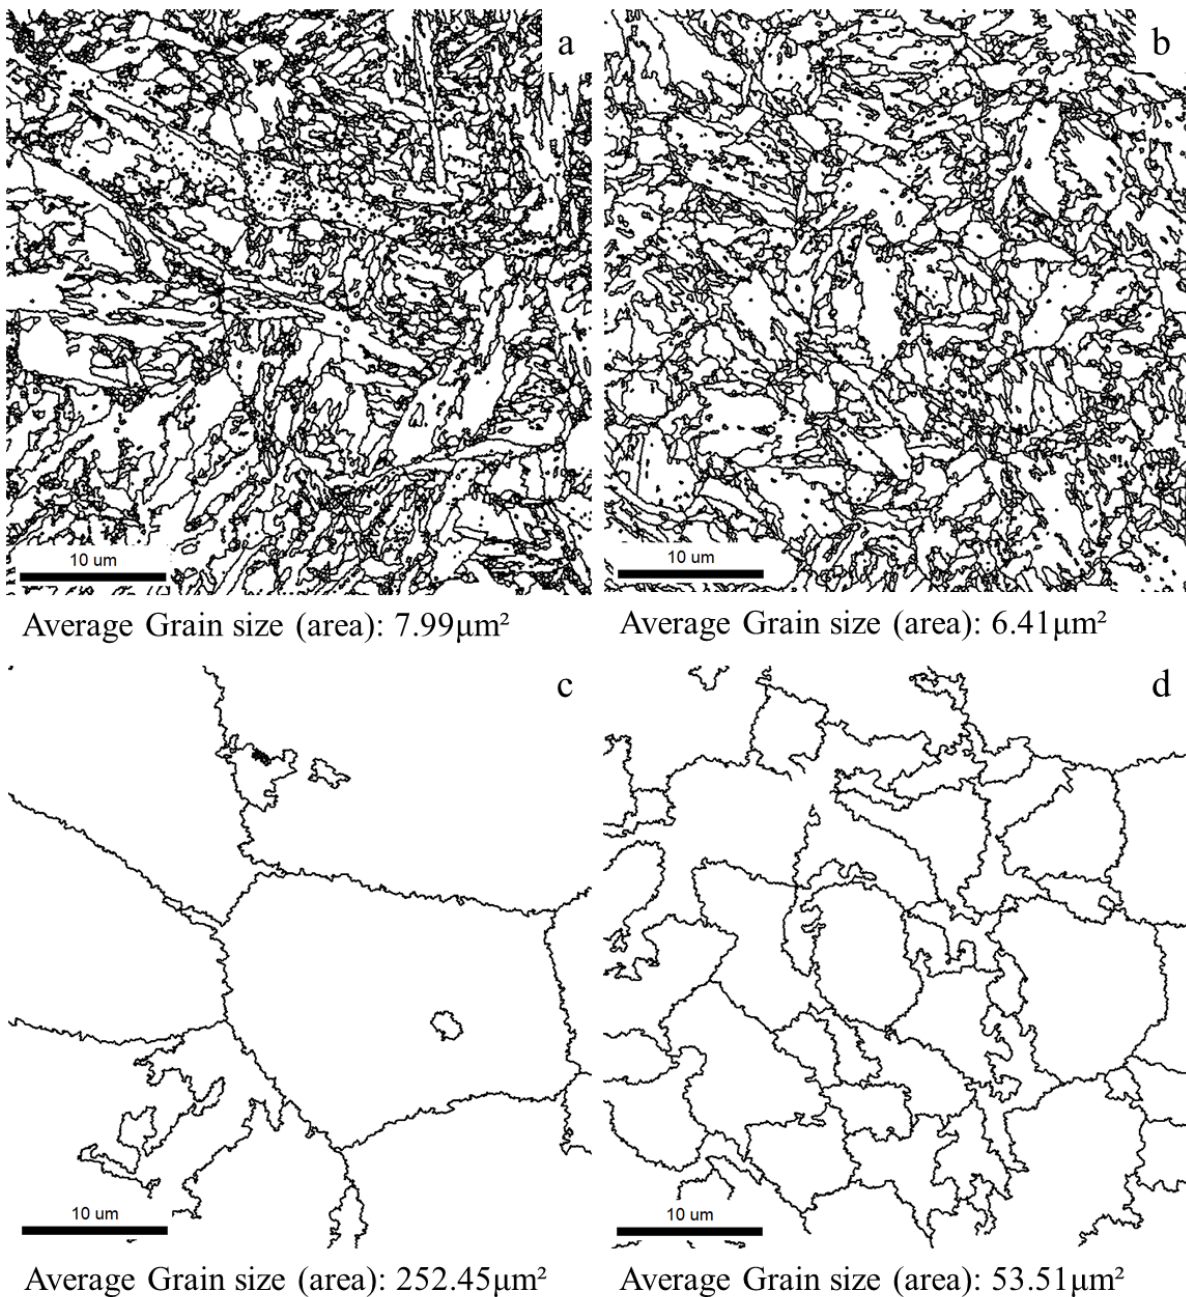 a
b
10 um
10 um
Average Grain size (area): 7.99μm²
Average Grain size (area): 6.41μm²
c
d
10 um
10 um
Average Grain size (area): 252.45μm²
Average Grain size (area): 53.51μm²